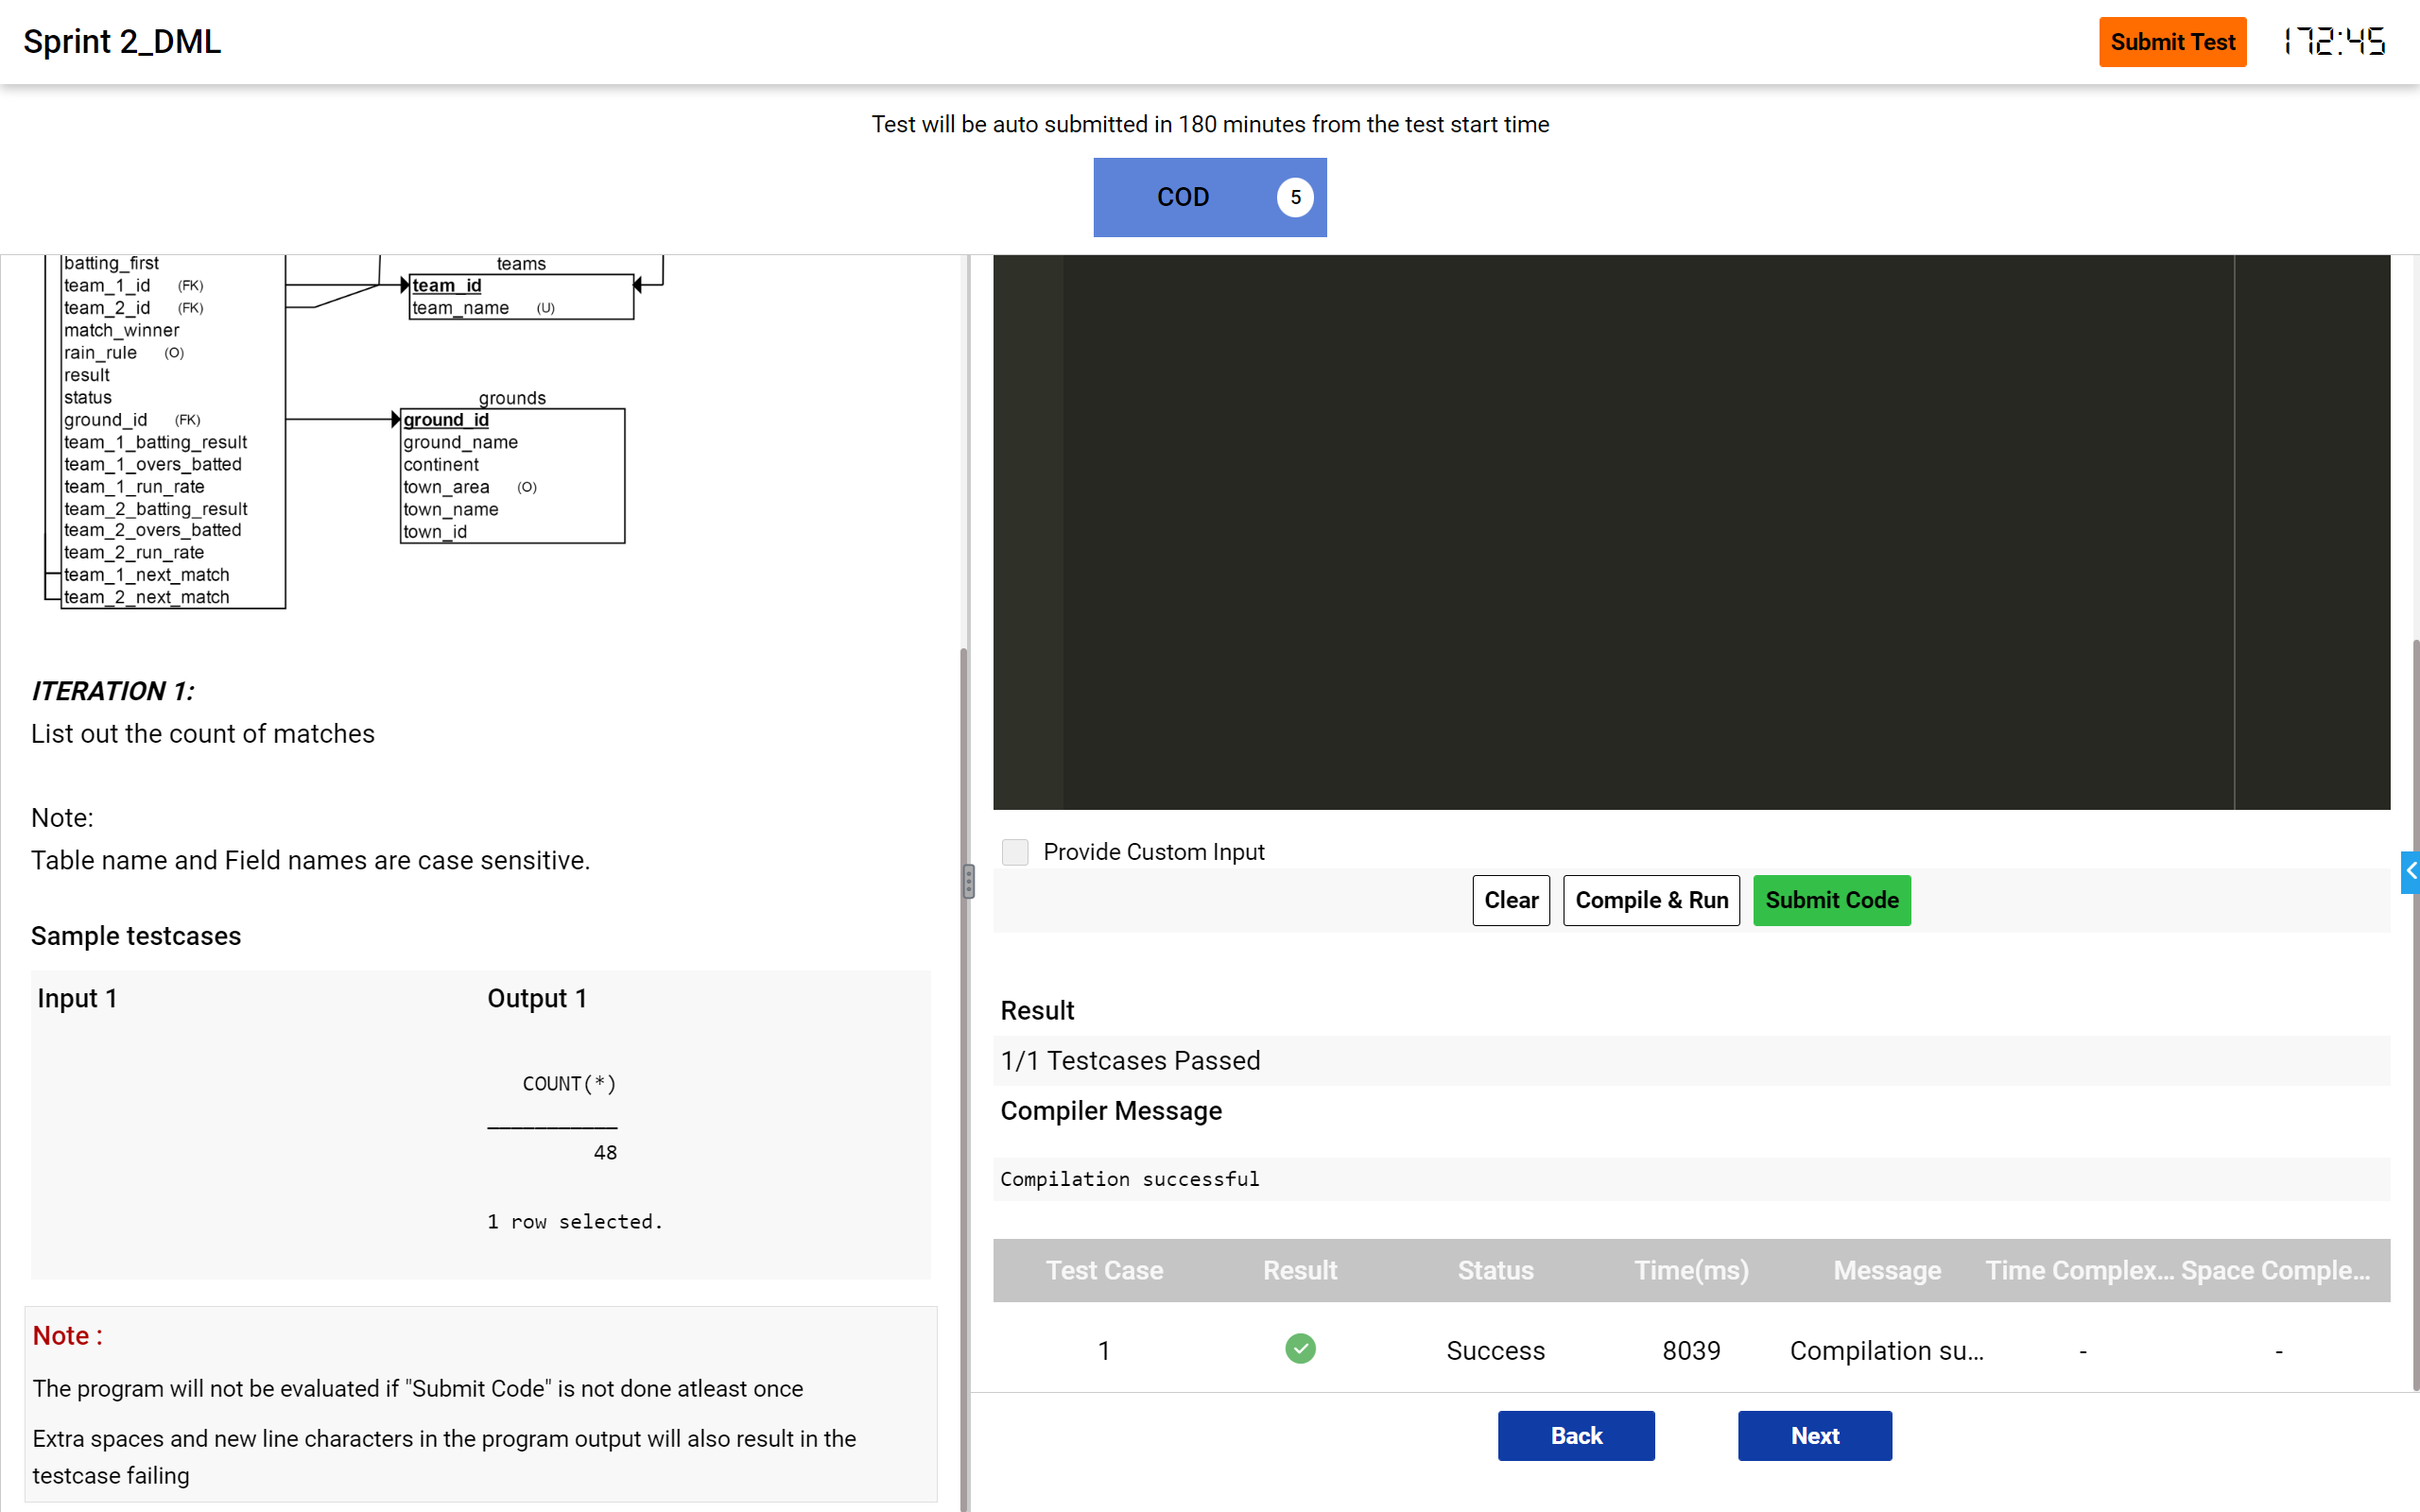 Sprint 2_DML
Submit Test
172:45
Test will be auto submitted in 180 minutes from the test start time
COD 5
batting_first
team_1_id (FK)
team_2_id (FK)
match_winner
rain_rule (O)
result
status
ground_id (FK)
team_1_batting_result
team_1_overs_batted
team_1_run_rate
team_2_batting_result
team_2_overs_batted
team_2_run_rate
team_1_next_match
team_2_next_match
teams
team_id
team_name (U)
grounds
ground_id
ground_name
continent
town_area (O)
town_name
town_id
ITERATION 1:
List out the count of matches
Note:
Table name and Field names are case sensitive.
Sample testcases
Input 1 Output 1
COUNT(*)
___________
48
1 row selected.
Note :
The program will not be evaluated if "Submit Code" is not done atleast once
Extra spaces and new line characters in the program output will also result in the
testcase failing
Provide Custom Input
Clear Compile & Run Submit Code
Result
1/1 Testcases Passed
Compiler Message
Compilation successful
Test Case Result Status Time(ms) Message Time Complex... Space Comple...
1 Success 8039 Compilation su... - -
Back Next